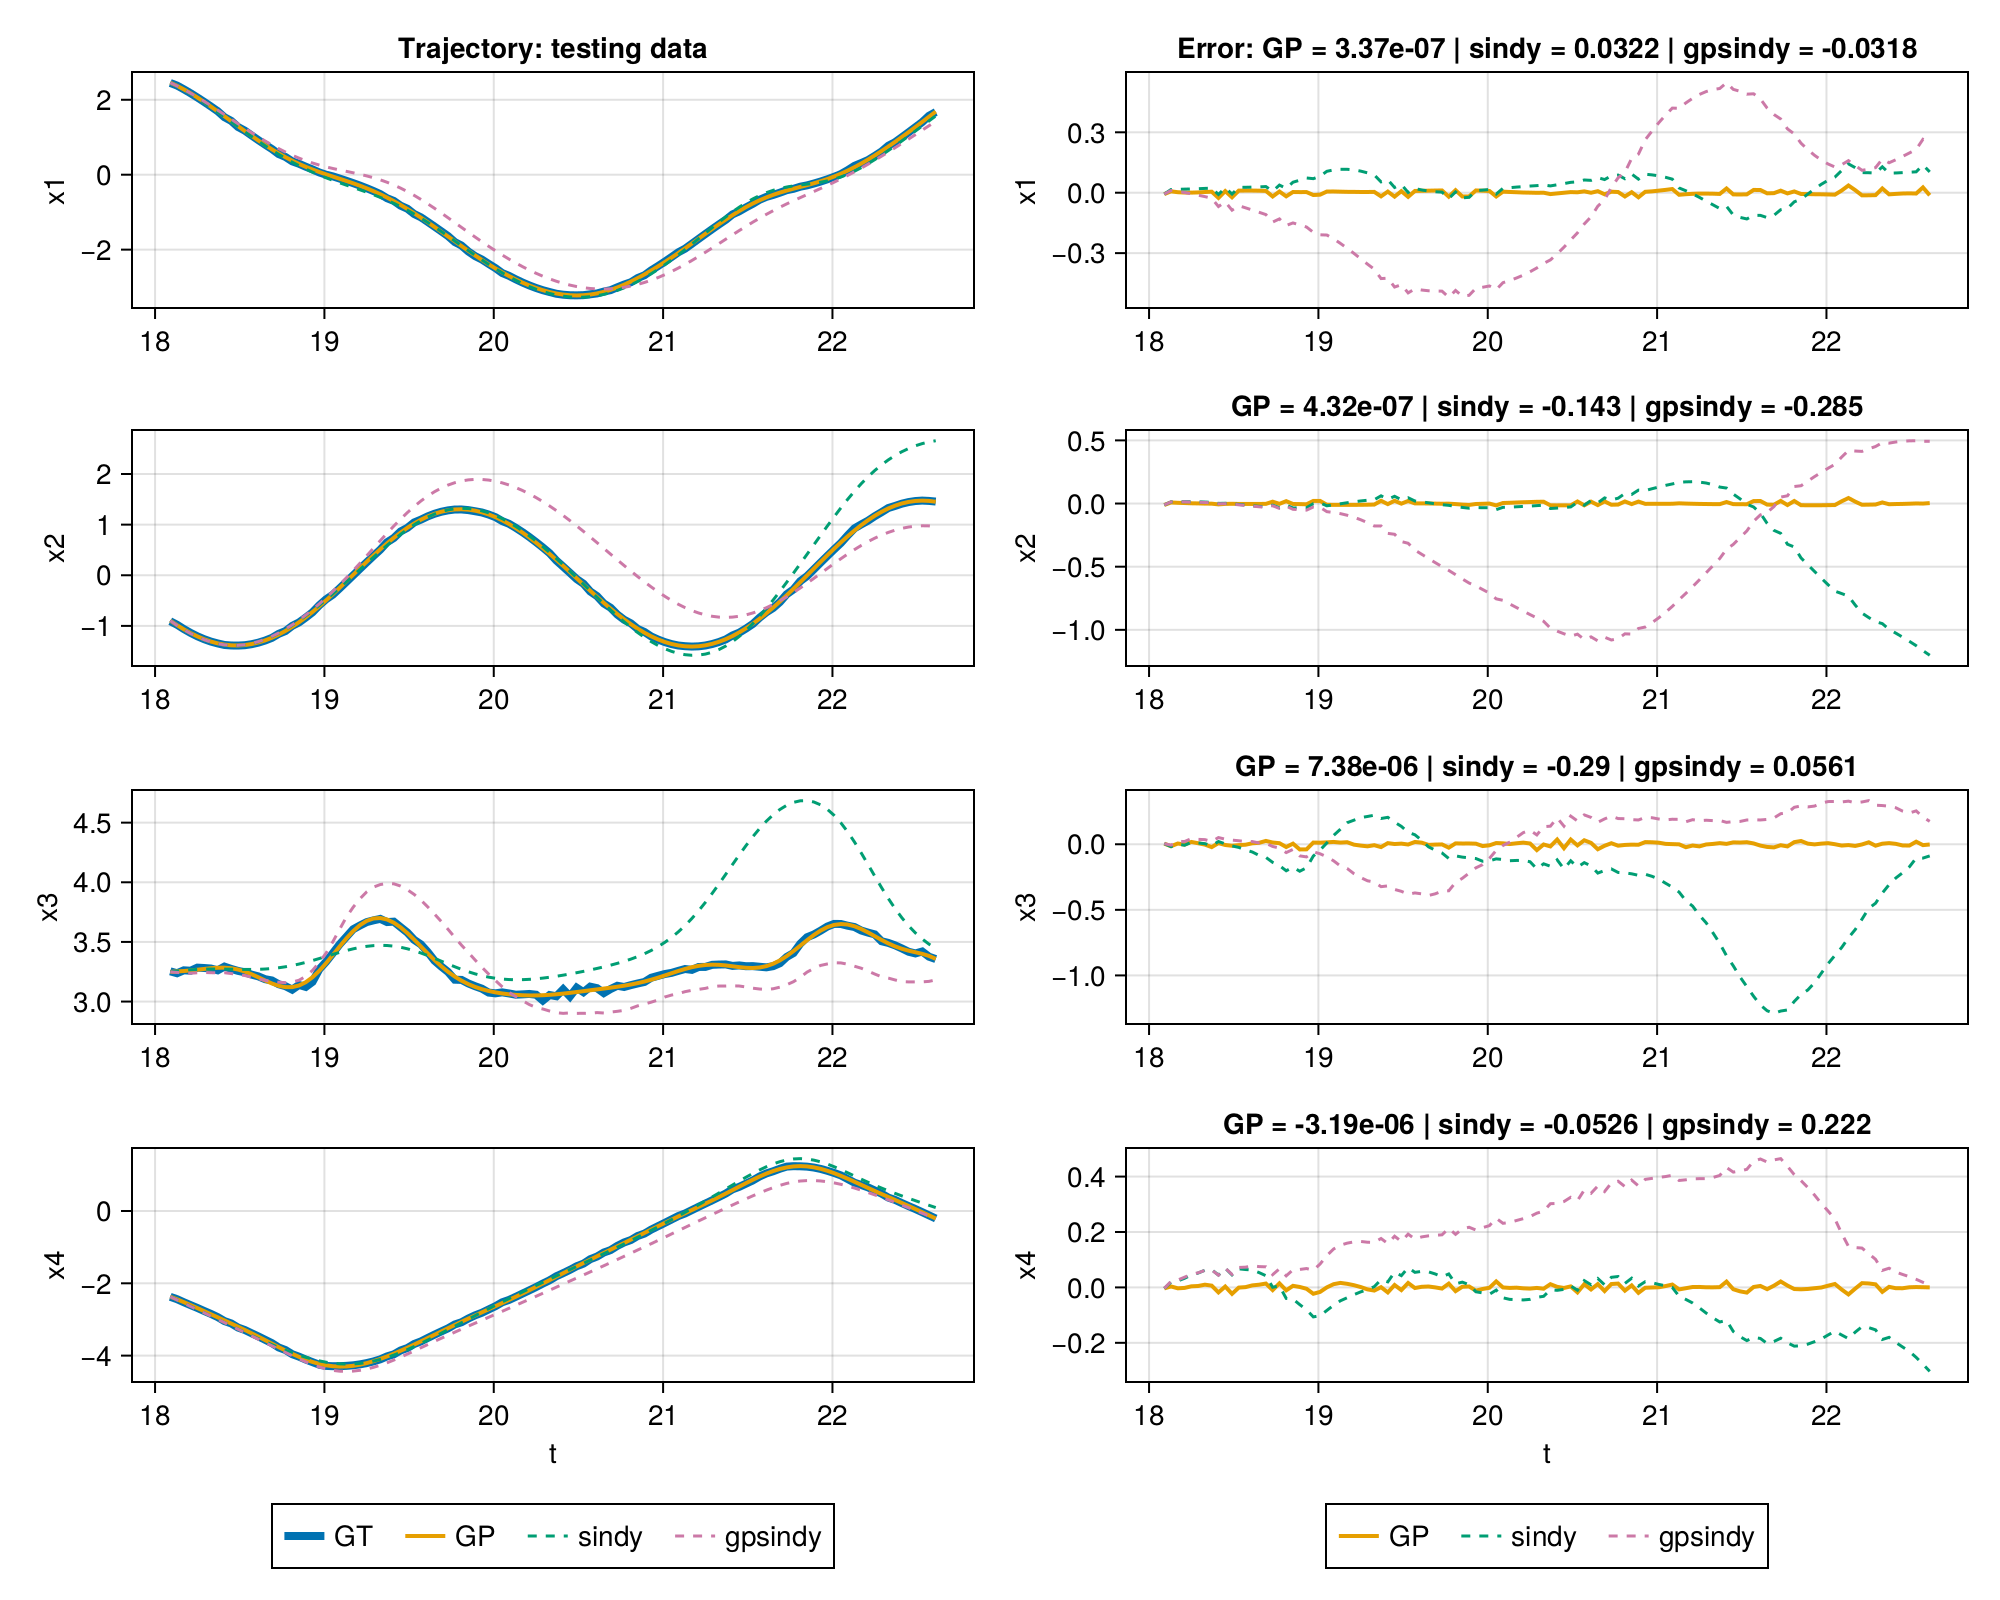 Trajectory: testing data
x1
2
0
−2
18 19 20 21 22
Error: GP = 3.37e-07 | sindy = 0.0322 | gpsindy = -0.0318
x1
0.3
0.0
−0.3
18 19 20 21 22
x2
2
1
0
−1
18 19 20 21 22
GP = 4.32e-07 | sindy = -0.143 | gpsindy = -0.285
x2
0.5
0.0
−0.5
−1.0
18 19 20 21 22
x3
4.5
4.0
3.5
3.0
18 19 20 21 22
GP = 7.38e-06 | sindy = -0.29 | gpsindy = 0.0561
x3
0.0
−0.5
−1.0
18 19 20 21 22
x4
0
−2
−4
18 19 20 21 22
t
GP = -3.19e-06 | sindy = -0.0526 | gpsindy = 0.222
x4
0.4
0.2
0.0
−0.2
18 19 20 21 22
t
GT GP sindy gpsindy
GP sindy gpsindy